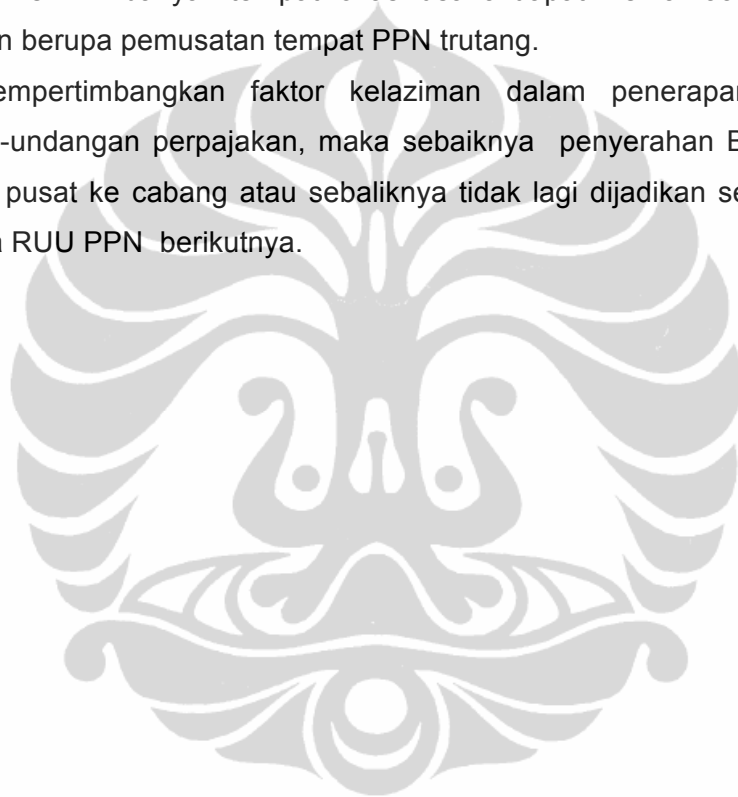 n berupa pemusatan tempat PPN trutang.
empertimbangkan faktor kelaziman dalam penerapan
-undangan perpajakan, maka sebaiknya penyerahan B
pusat ke cabang atau sebaliknya tidak lagi dijadikan se
a RUU PPN berikutnya.